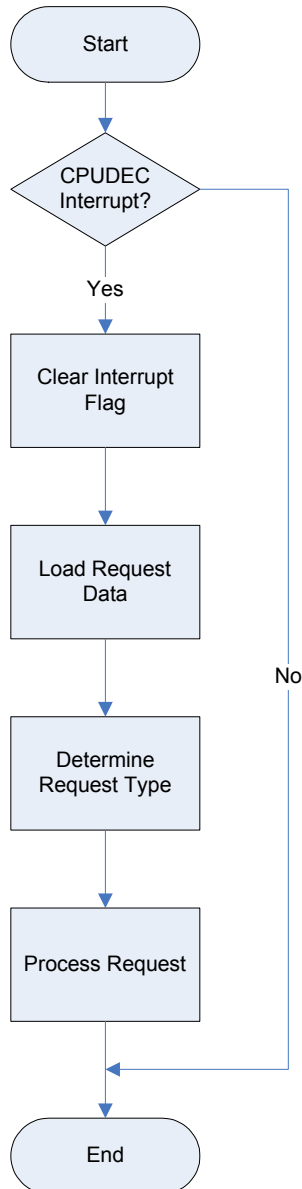 Start
CPUDEC
Interrupt?
Yes
Clear Interrupt
Flag
Load Request
Data
No
Determine
Request Type
Process Request
End